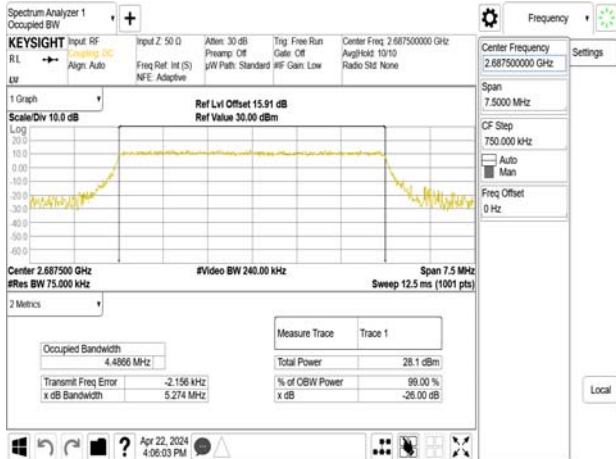 Spectrum Analyzer 1
Occupied BW
+
Frequency
KEYSIGHT
Input: RF
Coupling: DC
Align: Auto
Input Z: 50 Ω
Freq Ref: Int (S)
NFE: Adaptive
Atten: 30 dB
Preamp: Off
µW Path: Standard
Trig: Free Run
Gate: Off
#IF Gain: Low
Center Freq: 2.687500000 GHz
Avg|Hold: 10/10
Radio Std: None
RL
LXI
Center Frequency
2.687500000 GHz
Settings
Span
7.5000 MHz
CF Step
750.000 kHz
Auto
Man
Freq Offset
0 Hz
Local
1 Graph
Scale/Div 10.0 dB
Ref Lvl Offset 15.91 dB
Ref Value 30.00 dBm
Log
20.0
10.0
0.00
-10.0
-20.0
-30.0
-40.0
-50.0
-60.0
Center 2.687500 GHz
#Video BW 240.00 kHz
Span 7.5 MHz
#Res BW 75.000 kHz
Sweep 12.5 ms (1001 pts)
2 Metrics
Measure Trace Trace 1
Occupied Bandwidth
4.4866 MHz
Total Power 28.1 dBm
Transmit Freq Error -2.156 kHz
% of OBW Power 99.00 %
x dB Bandwidth 5.274 MHz
x dB -26.00 dB
?
Apr 22, 2024
4:06:03 PM